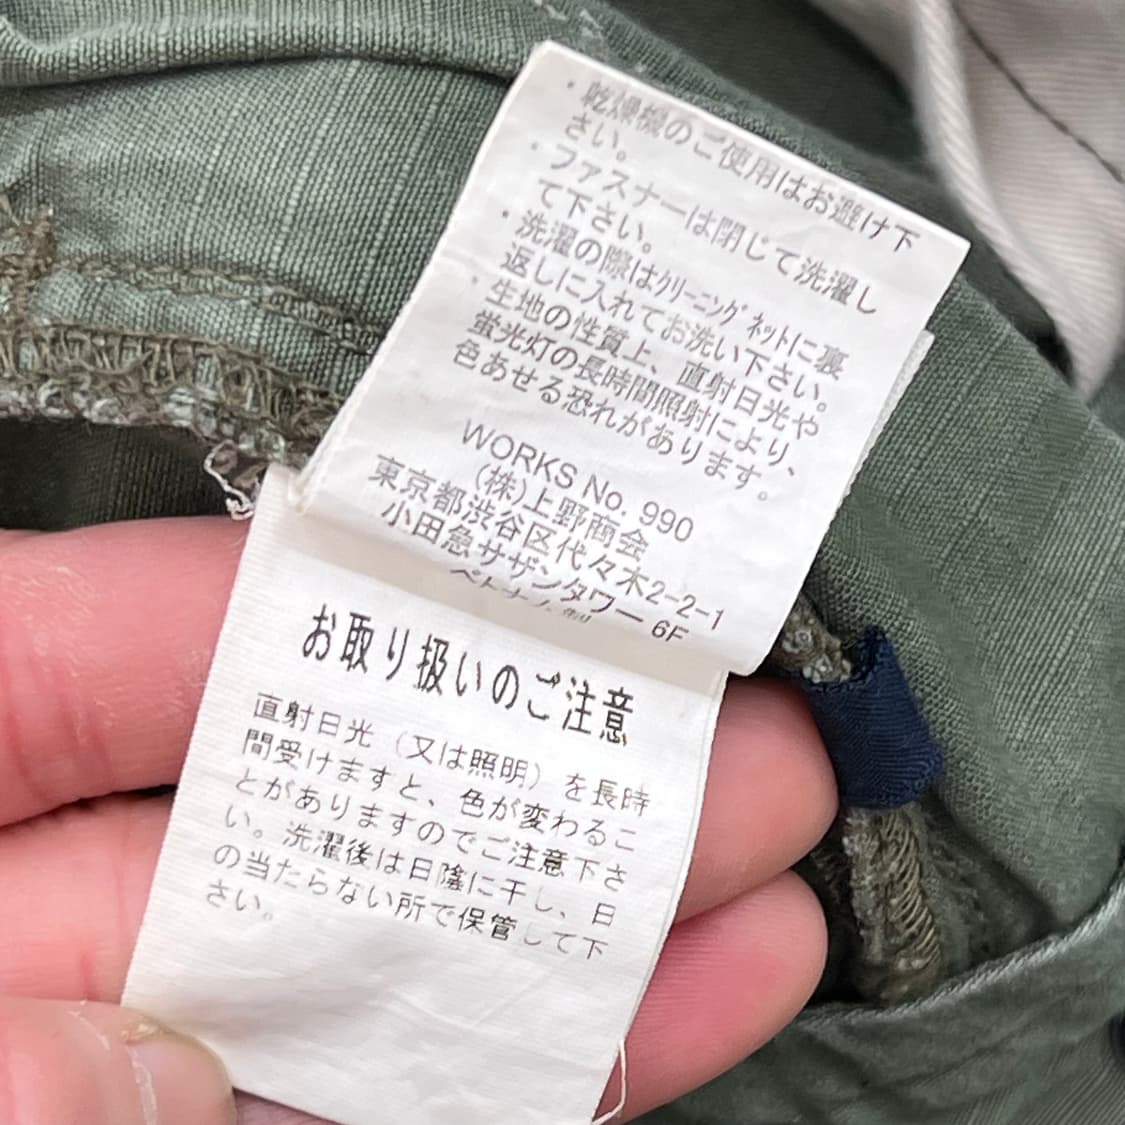 ・乾燥機のご使用はお避け下
さい。
・ファスナーは閉じて洗濯し
て下さい。
・洗濯の際はｸﾘｰﾆﾝｸﾞﾈｯﾄに裏
返しに入れてお洗い下さい。
・生地の性質上、直射日光や
蛍光灯の長時間照射により、
色あせる恐れがあります。
WORKS No. 990
(株)上野商会
東京都渋谷区代々木2-2-1
小田急サザンタワー 6F
ベトナム製
お取り扱いのご注意
直射日光（又は照明）を長時
間受けますと、色が変わるこ
とがありますのでご注意下さ
い。洗濯後は日陰に干し、日
の当たらない所で保管して下
さい。